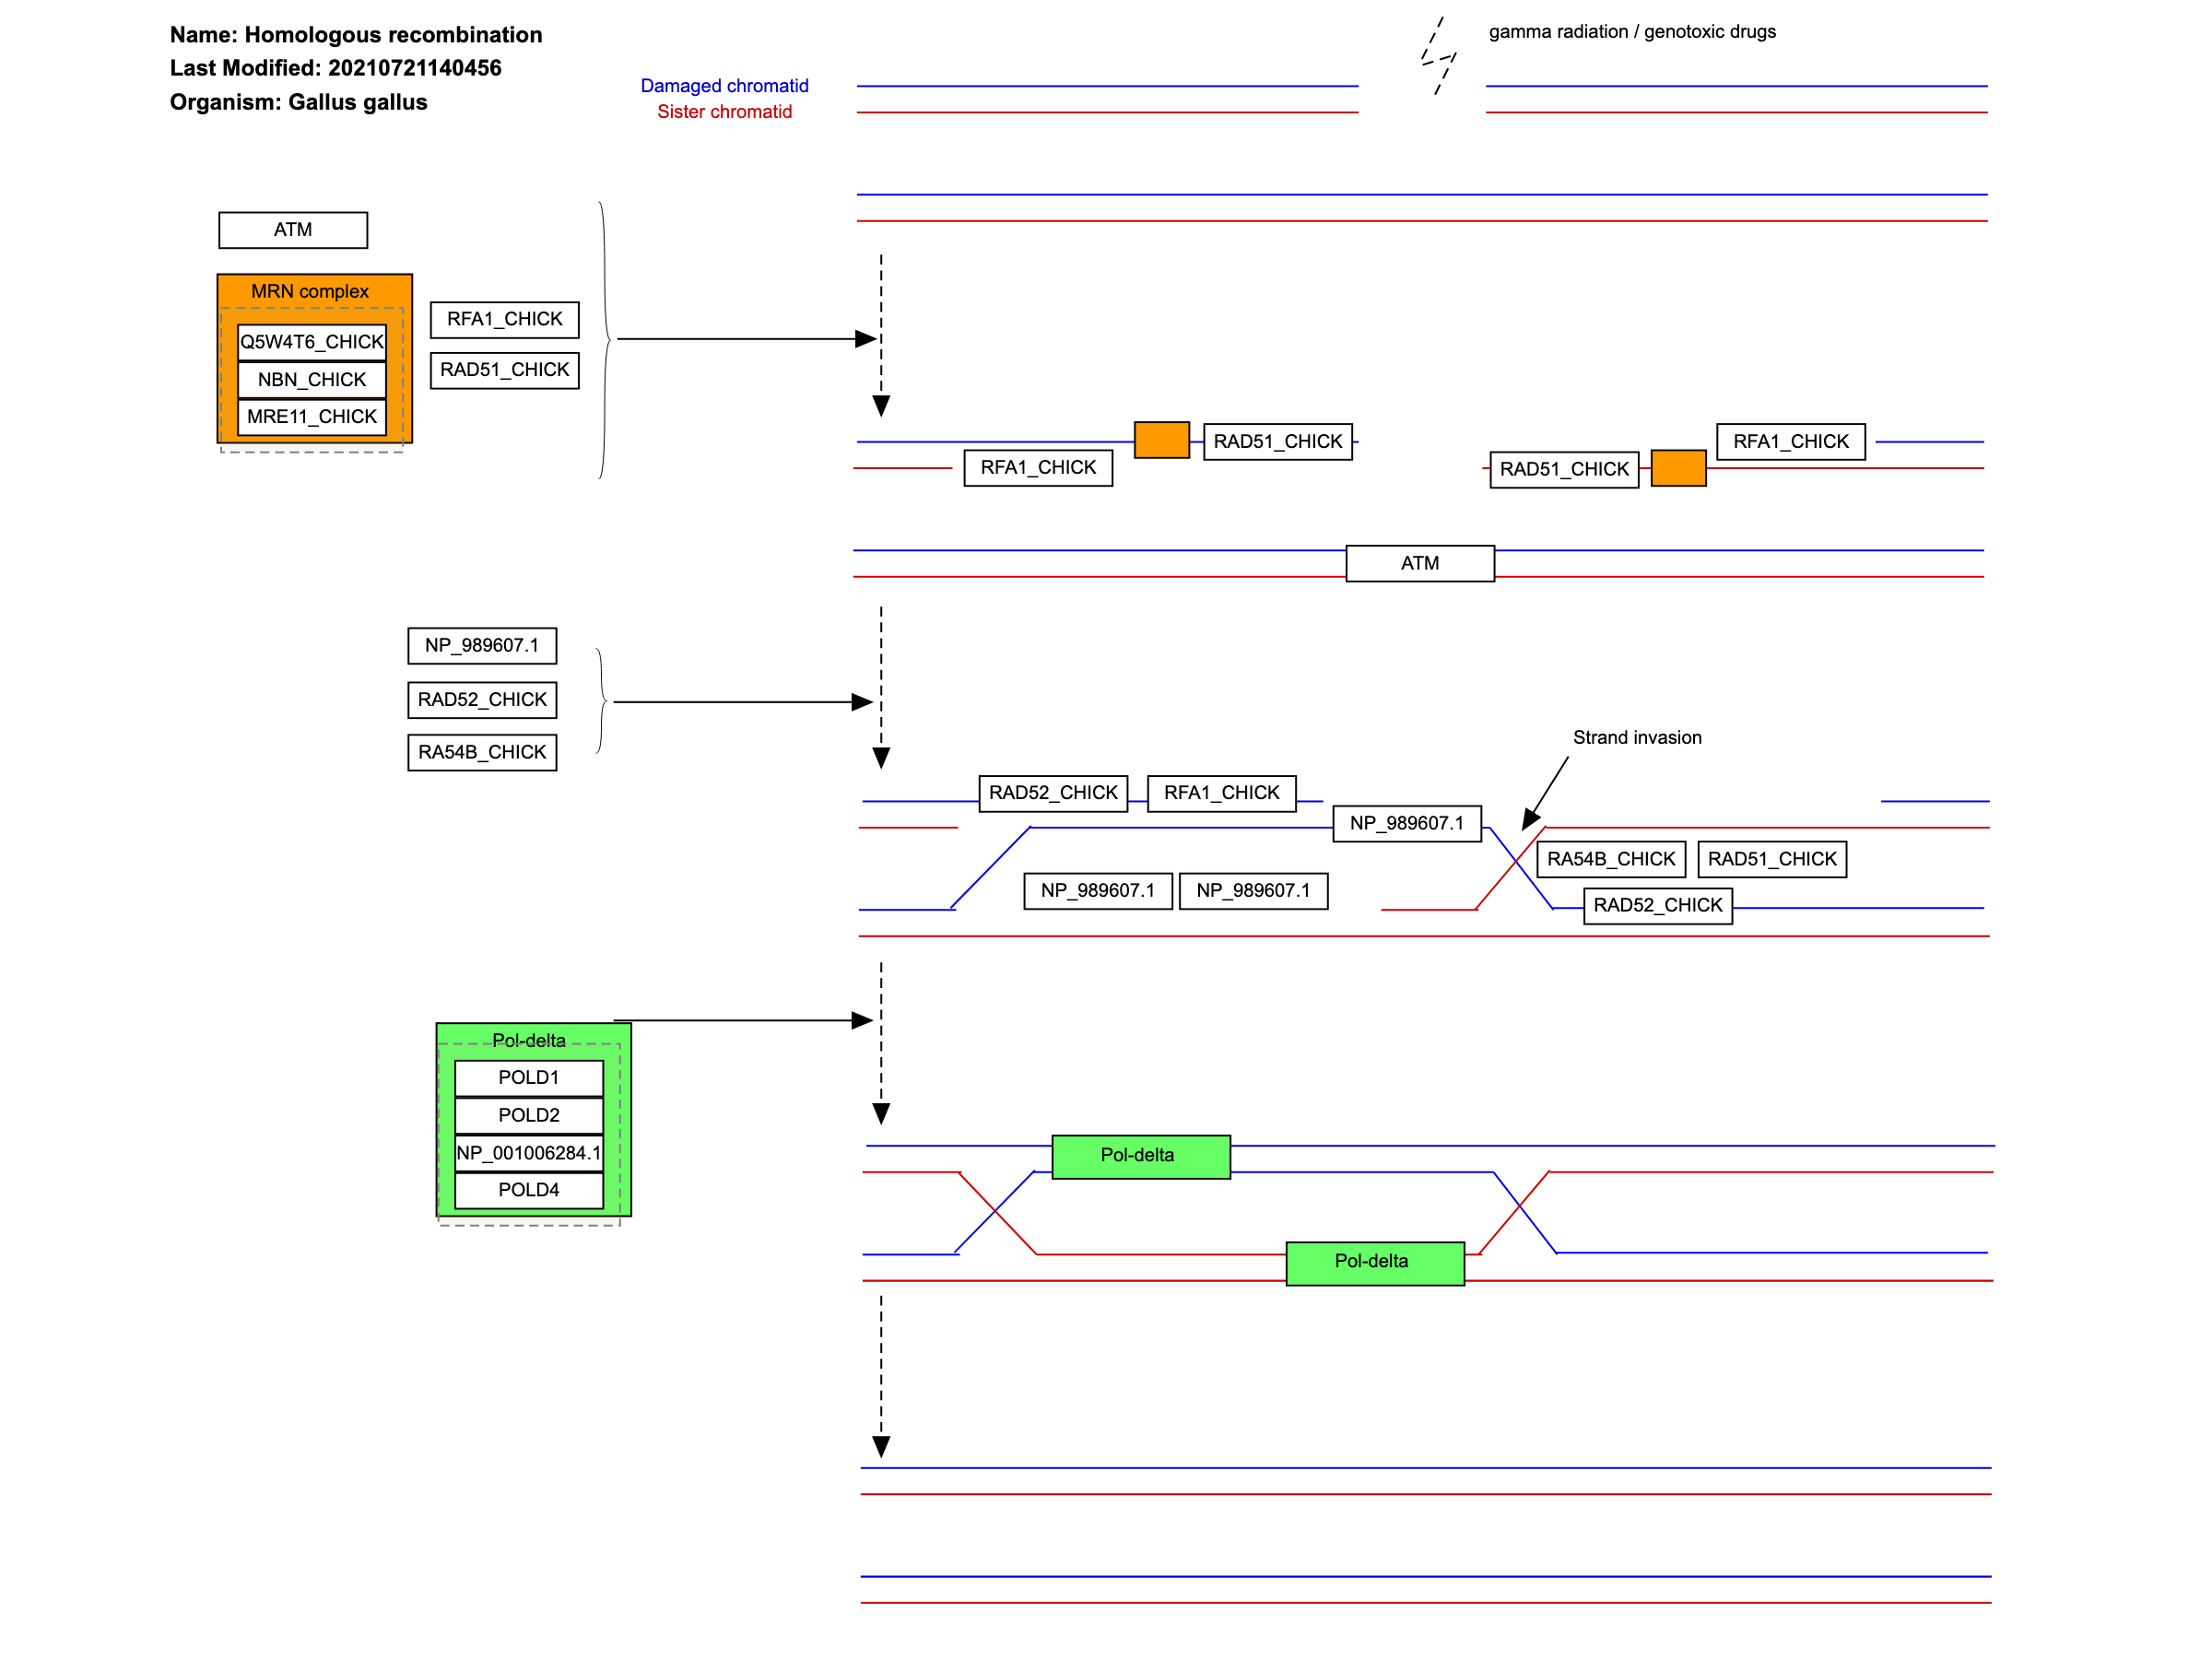 Name: Homologous recombination
Last Modified: 20210721140456
Organism: Gallus gallus
gamma radiation / genotoxic drugs
Damaged chromatid
Sister chromatid
ATM
MRN complex
Q5W4T6_CHICK
NBN_CHICK
MRE11_CHICK
RFA1_CHICK
RAD51_CHICK
RAD51_CHICK
RFA1_CHICK
RFA1_CHICK
RAD51_CHICK
ATM
NP_989607.1
RAD52_CHICK
RA54B_CHICK
Strand invasion
RAD52_CHICK
RFA1_CHICK
NP_989607.1
RA54B_CHICK
RAD51_CHICK
NP_989607.1
NP_989607.1
RAD52_CHICK
Pol-delta
POLD1
POLD2
NP_001006284.1
POLD4
Pol-delta
Pol-delta